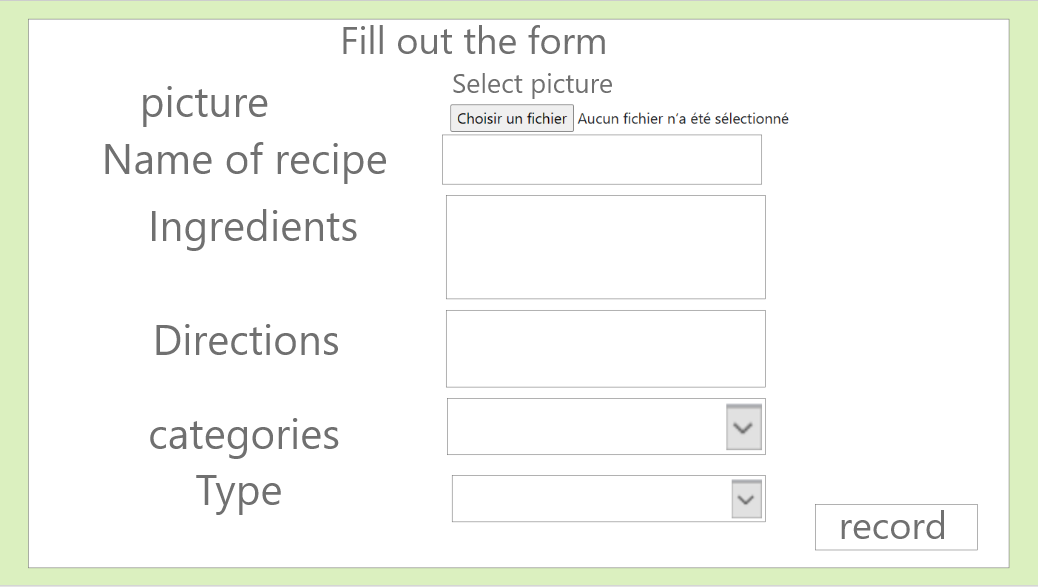 Fill out the form
picture
Select picture
Choisir un fichier Aucun fichier n'a été sélectionné
Name of recipe
Ingredients
Directions
categories
Type
record